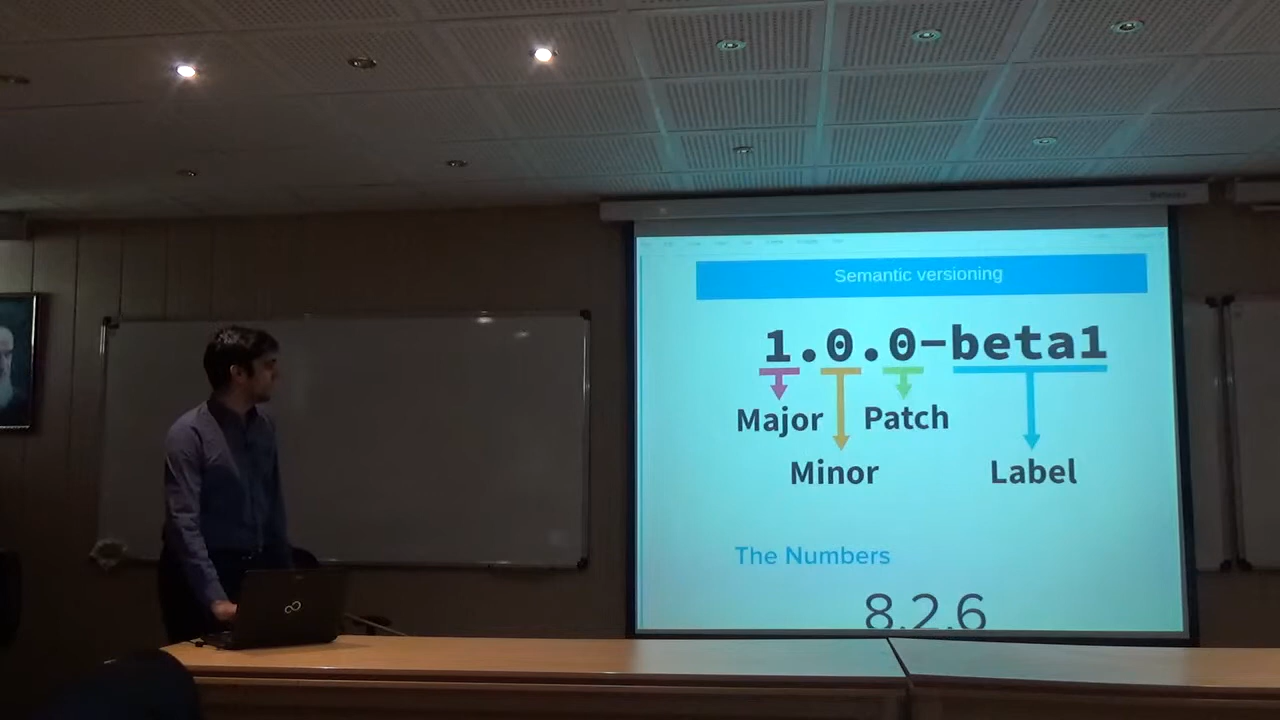 Semantic versioning
1.0.0-beta1
Major
Patch
Minor
Label
The Numbers
8.2.6